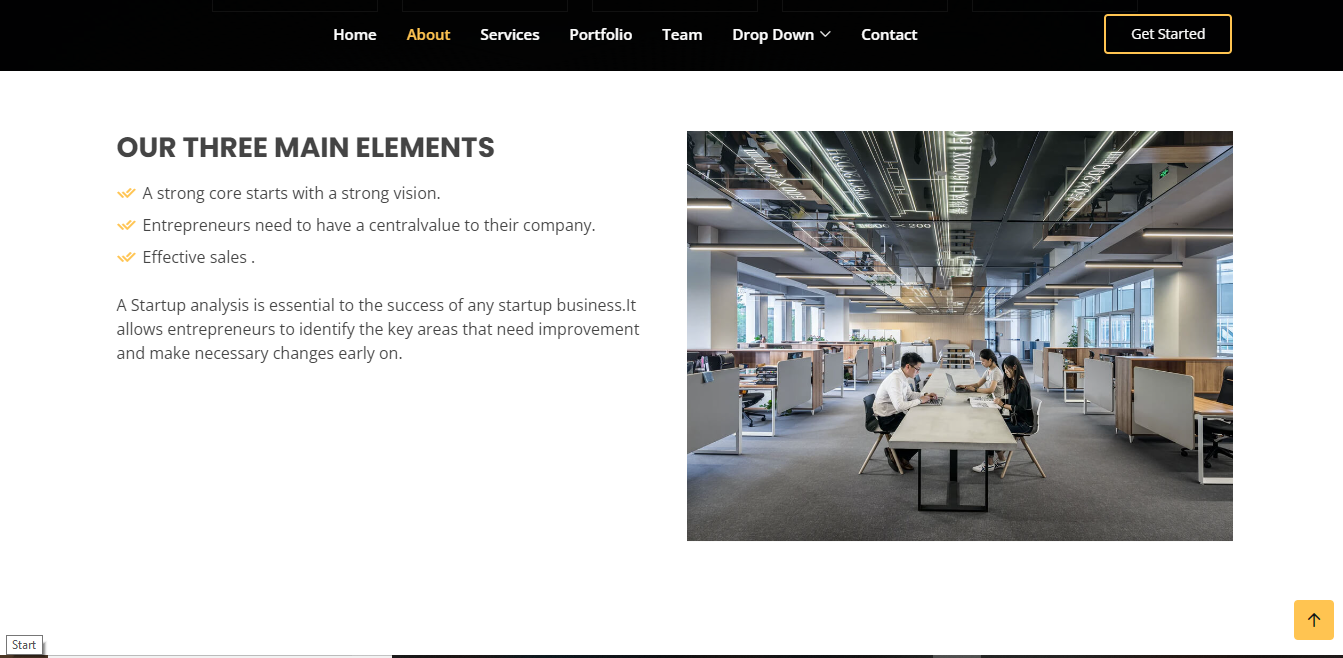 Home About Services Portfolio Team Drop Down Contact Get Started
OUR THREE MAIN ELEMENTS
A strong core starts with a strong vision.
Entrepreneurs need to have a centralvalue to their company.
Effective sales .
A Startup analysis is essential to the success of any startup business.It
allows entrepreneurs to identify the key areas that need improvement
and make necessary changes early on.
Start